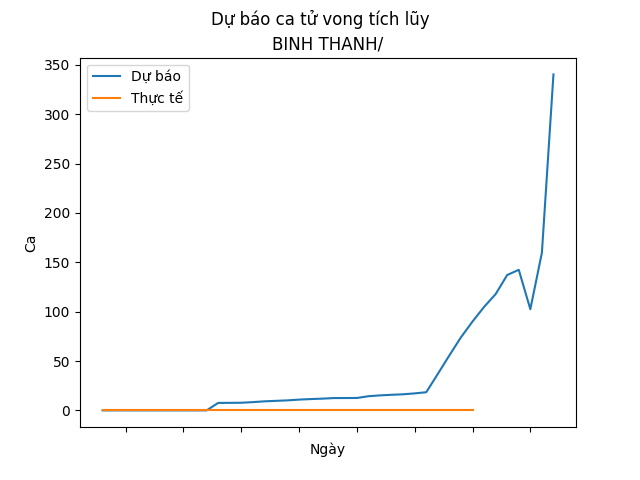 Dự báo ca tử vong tích lũy
BINH THANH/
Dự báo
Thực tế
350
300
250
200
150
100
50
0
Ca
Ngày